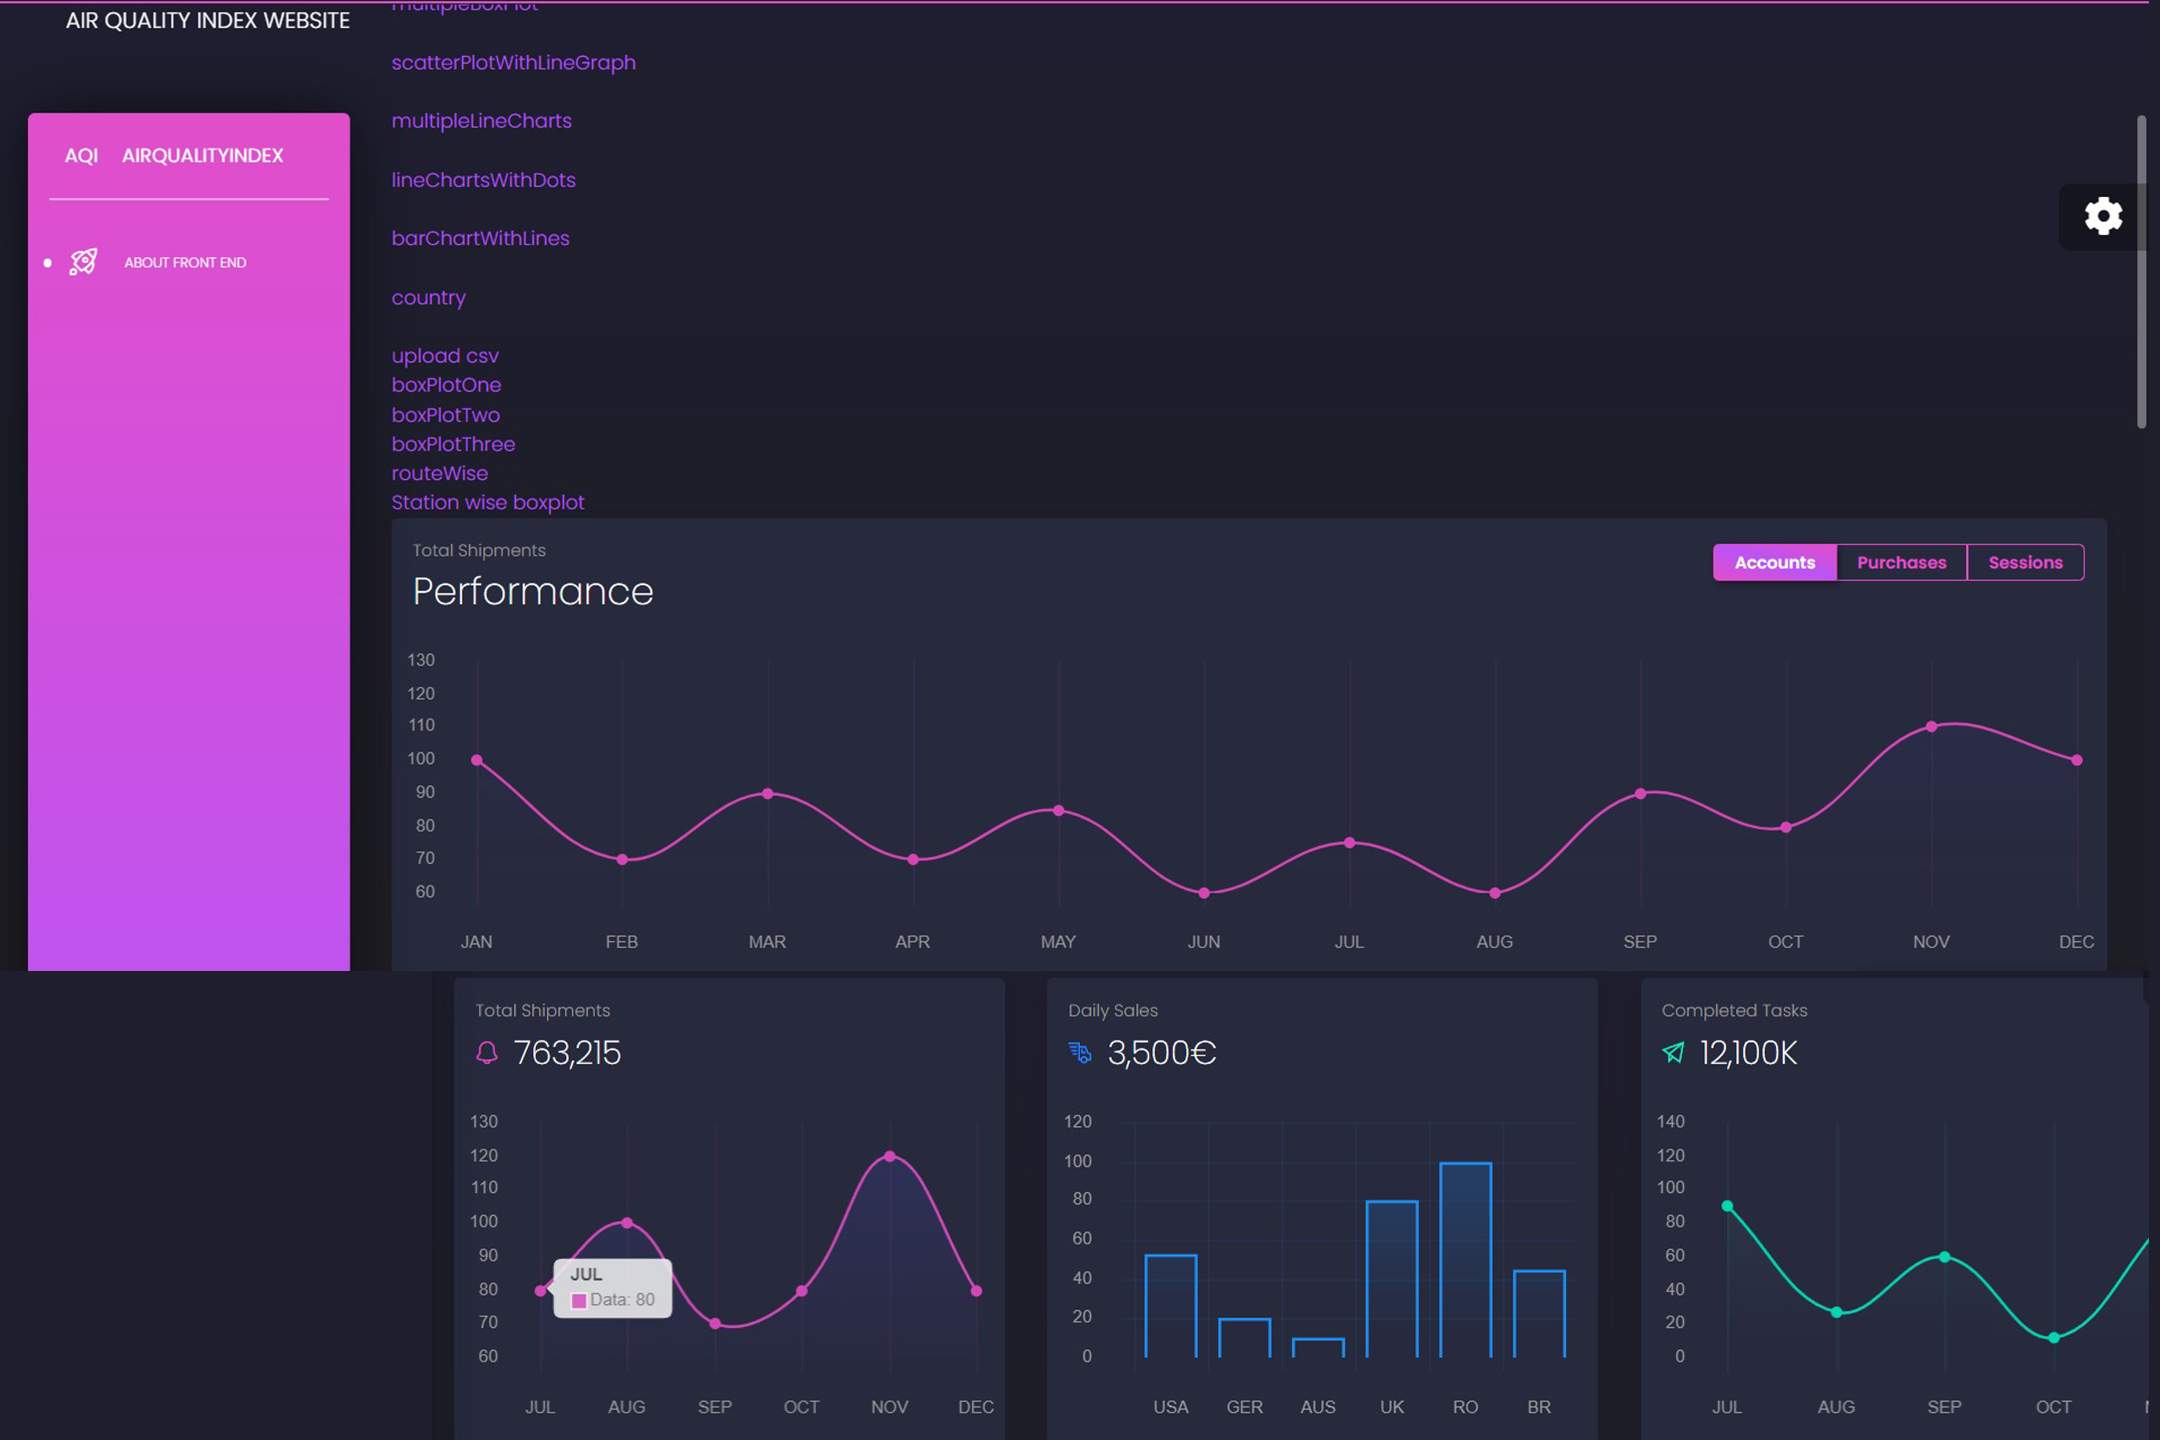 multipleBoxPlot
AIR QUALITY INDEX WEBSITE
scatterPlotWithLineGraph
multipleLineCharts
AQI AIRQUALITYINDEX
lineChartsWithDots
barChartWithLines
ABOUT FRONT END
country
upload csv
boxPlotOne
boxPlotTwo
boxPlotThree
routeWise
Station wise boxplot
Total Shipments
Performance
Accounts Purchases Sessions
130
120
110
100
90
80
70
60
JAN FEB MAR APR MAY JUN JUL AUG SEP OCT NOV DEC
Total Shipments
763,215
130
120
110
100
90
80
70
60
JUL
Data: 80
JUL AUG SEP OCT NOV DEC
Daily Sales
3,500€
120
100
80
60
40
20
0
USA GER AUS UK RO BR
Completed Tasks
12,100K
140
120
100
80
60
40
20
0
JUL AUG SEP OCT